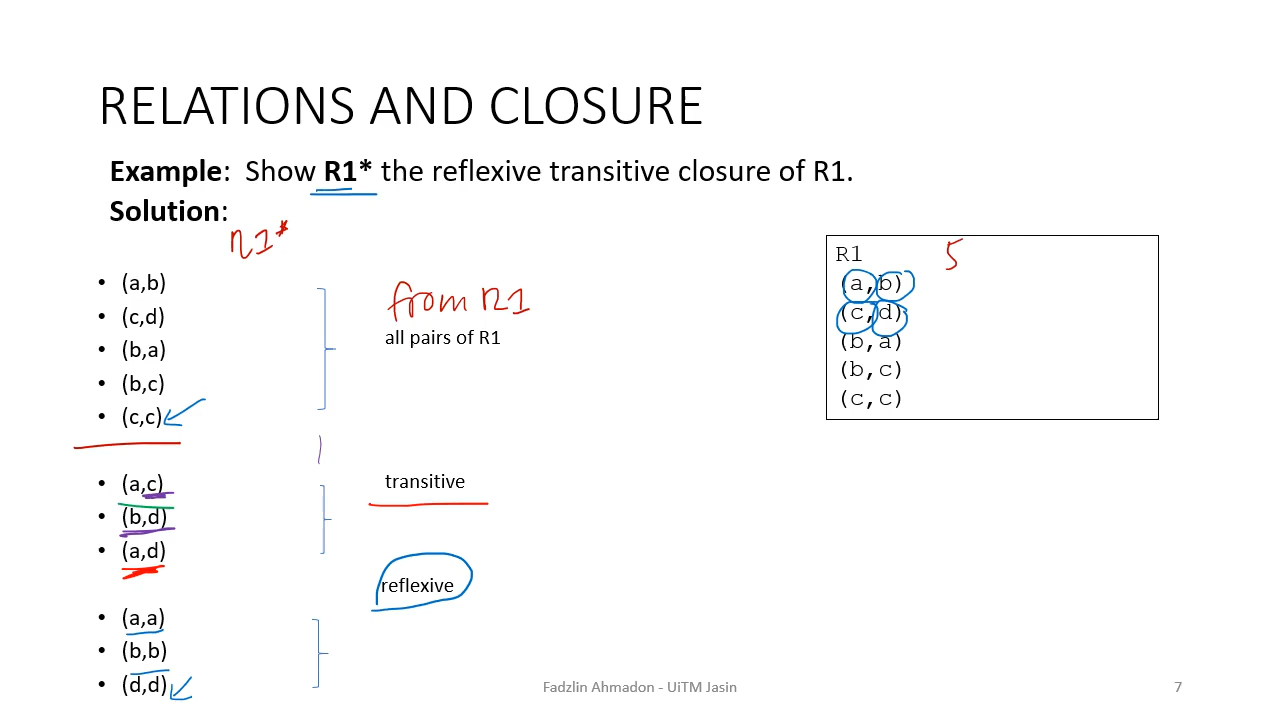 RELATIONS AND CLOSURE
Example: Show R1* the reflexive transitive closure of R1.
Solution:
R1*
• (a,b)
• (c,d)
• (b,a)
• (b,c)
• (c,c)
from R1
all pairs of R1
• (a,c)
• (b,d)
• (a,d)
transitive
reflexive
• (a,a)
• (b,b)
• (d,d)
R1
5
(a,b)
(c,d)
(b,a)
(b,c)
(c,c)
Fadzlin Ahmadon - UiTM Jasin
7